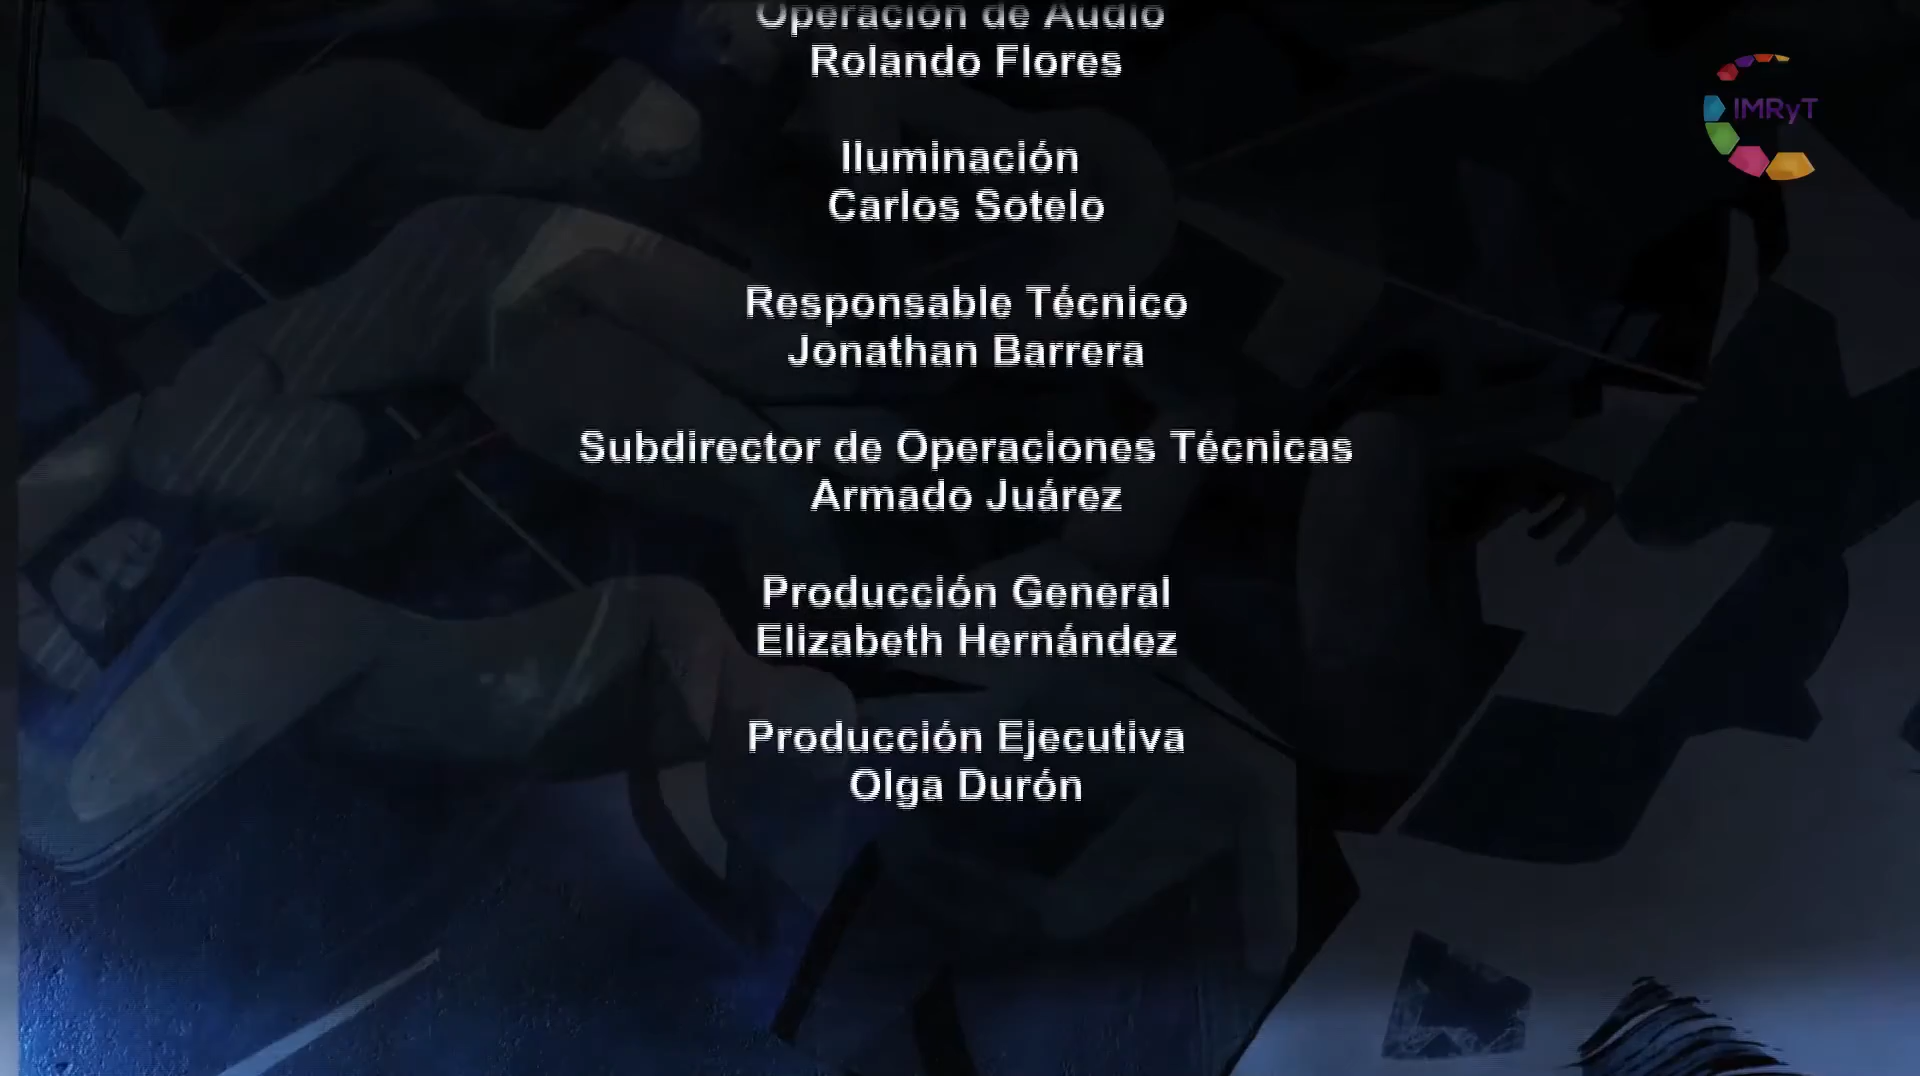 Operación de Audio
Rolando Flores
IMRyT
Iluminación
Carlos Sotelo
Responsable Técnico
Jonathan Barrera
Subdirector de Operaciones Técnicas
Armado Juárez
Producción General
Elizabeth Hernández
Producción Ejecutiva
Olga Durón